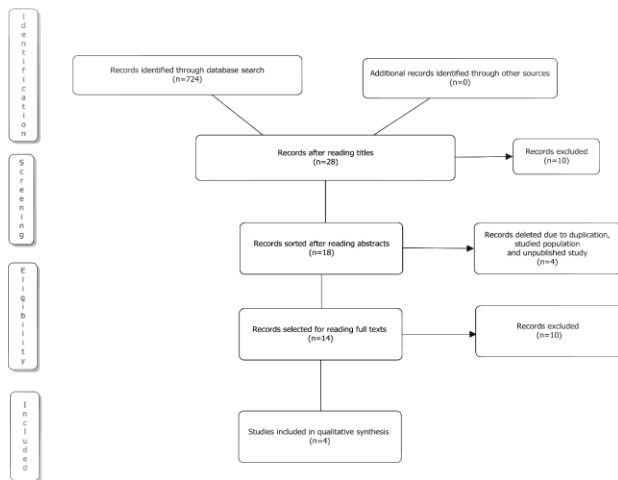 Identification
Records identified through database search
(n=724)
Additional records identified through other sources
(n=0)
Records after reading titles
(n=28)
Records excluded
(n=10)
Screening
Records sorted after reading abstracts
(n=18)
Records deleted due to duplication,
studied population
and unpublished study
(n=4)
Eligibility
Records selected for reading full texts
(n=14)
Records excluded
(n=10)
Included
Studies included in qualitative synthesis
(n=4)